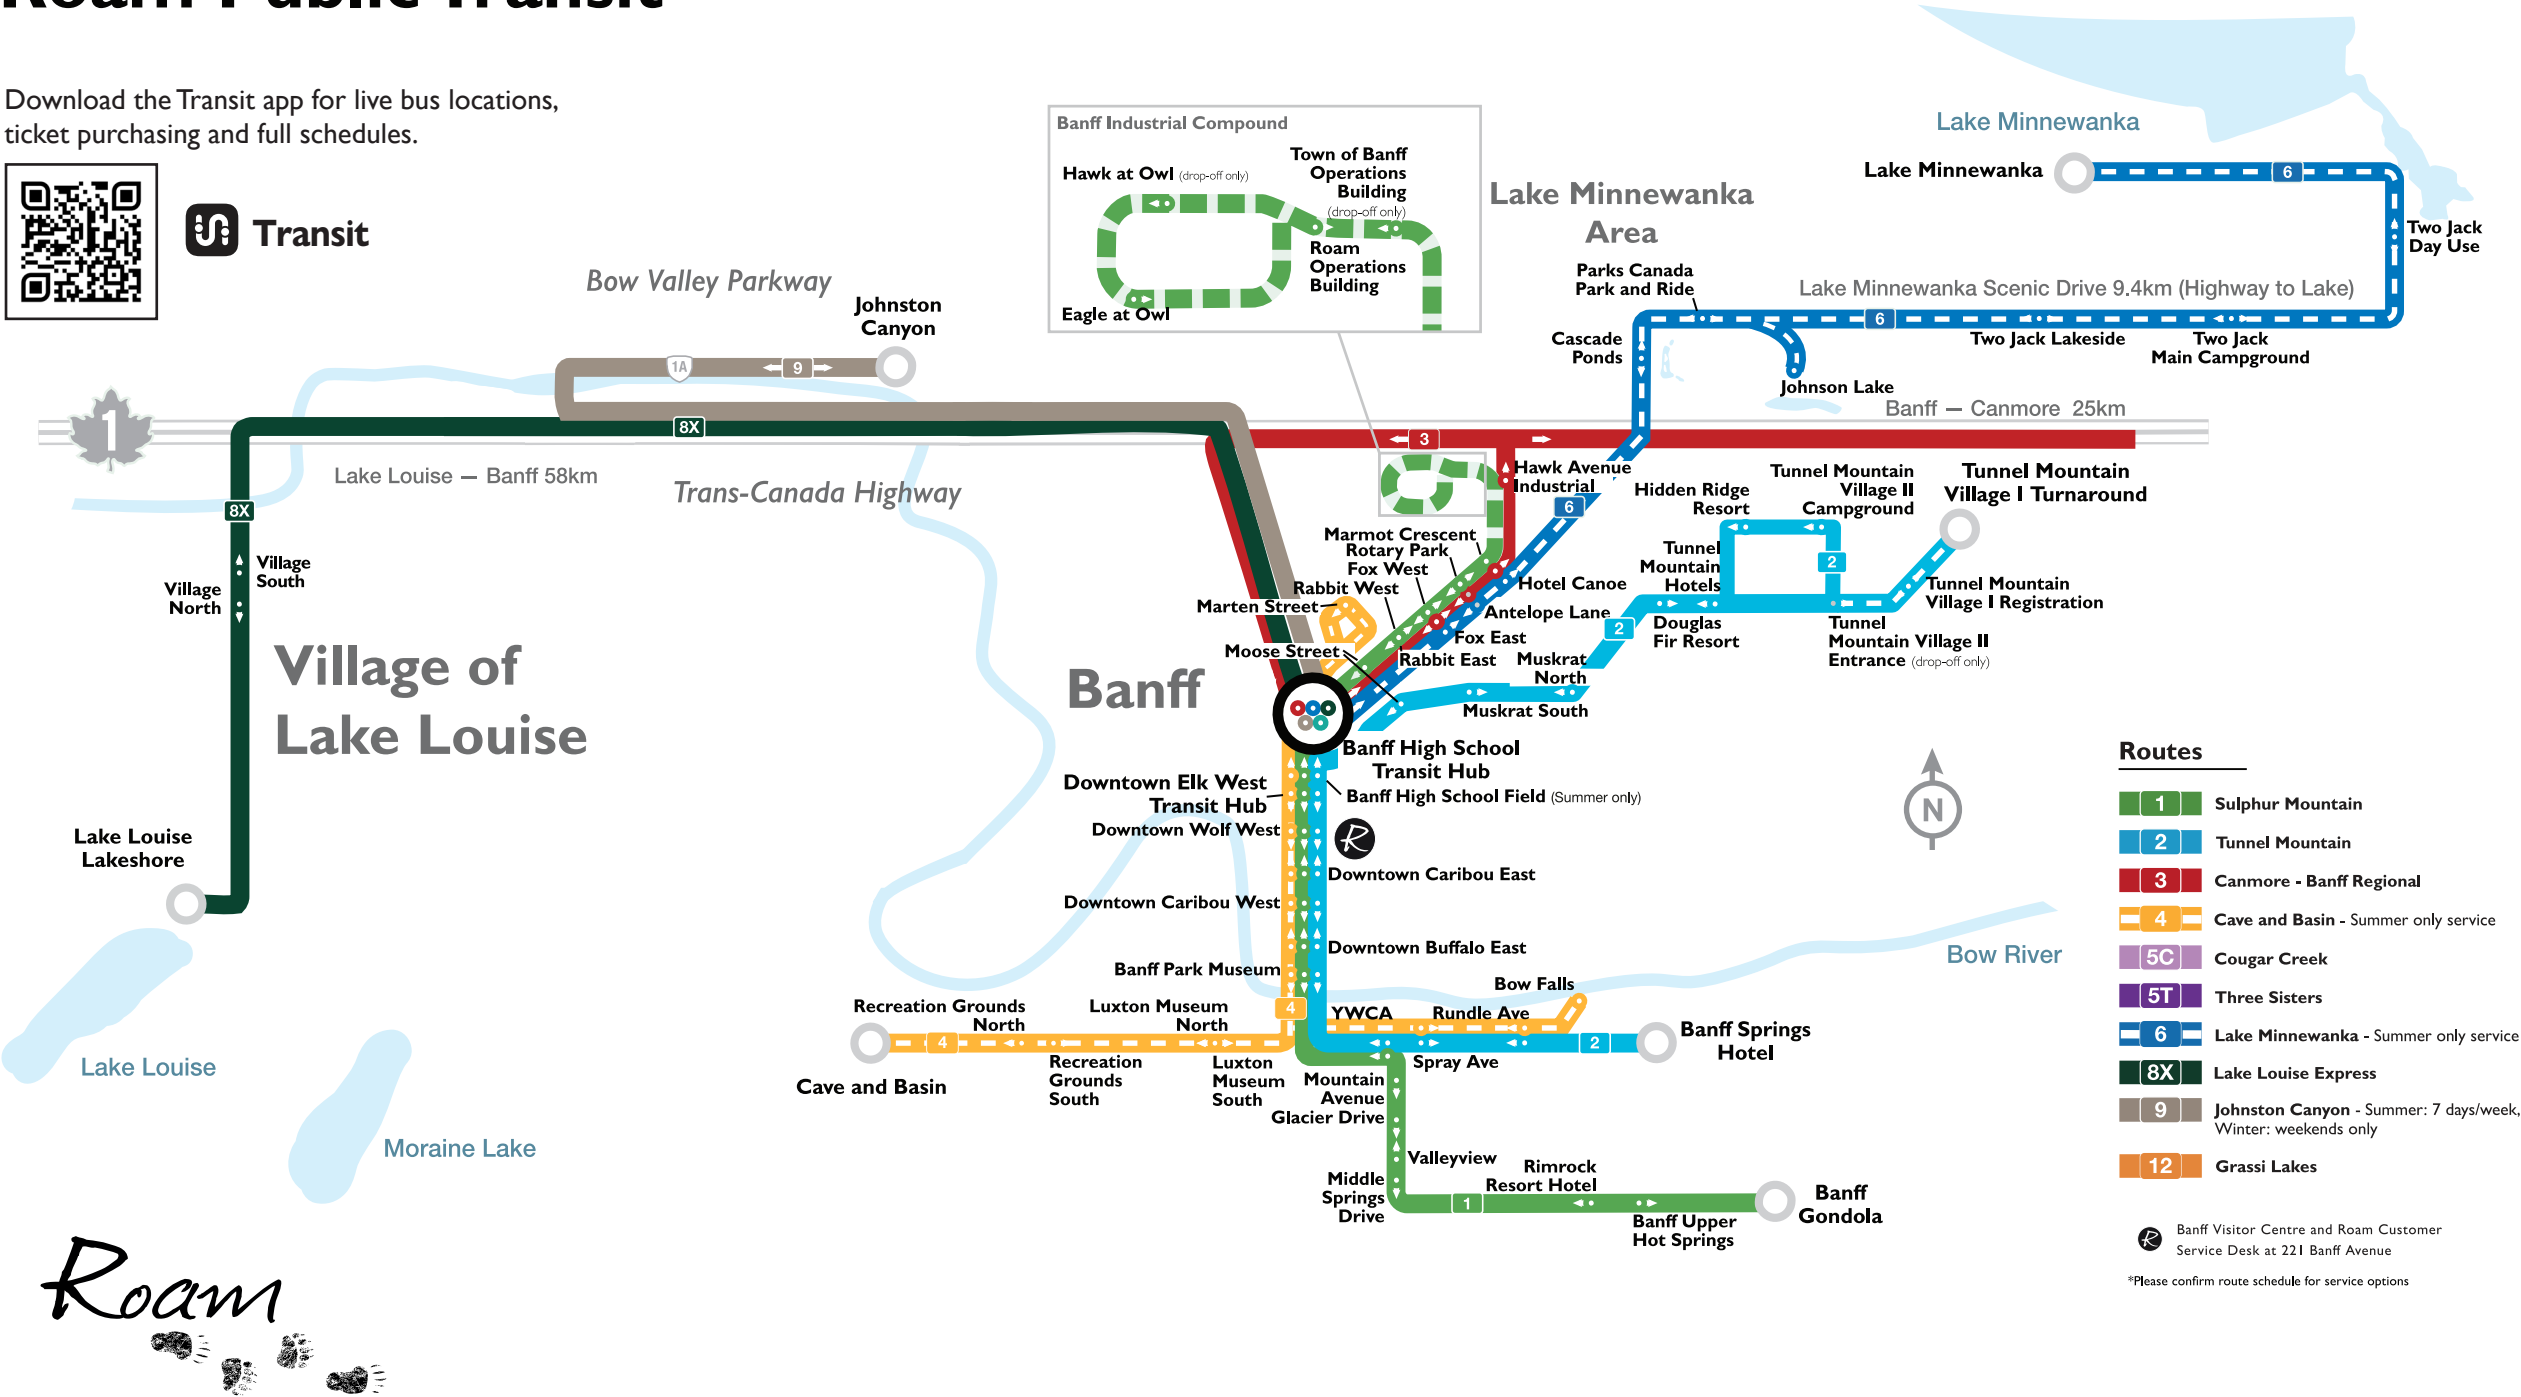 Roam Public Transit
Download the Transit app for live bus locations,
ticket purchasing and full schedules.
Transit
Banff Industrial Compound
Hawk at Owl (drop-off only)
Town of Banff
Operations
Building
(drop-off only)
Roam
Operations
Building
Eagle at Owl
Lake Minnewanka
Area
Lake Minnewanka
Lake Minnewanka
6
Two Jack
Day Use
Parks Canada
Park and Ride
Lake Minnewanka Scenic Drive 9.4km (Highway to Lake)
6
Cascade
Ponds
Two Jack Lakeside
Two Jack
Main Campground
Johnson Lake
Banff — Canmore 25km
Bow Valley Parkway
Johnston
Canyon
1A
9
1
8X
3
Lake Louise — Banff 58km
Trans-Canada Highway
8X
Village
South
Village
North
Village of
Lake Louise
Lake Louise
Lakeshore
Lake Louise
Moraine Lake
Hawk Avenue
Industrial
6
Marmot Crescent
Rotary Park
Fox West
Rabbit West
Marten Street
Moose Street
Hotel Canoe
Antelope Lane
Fox East
Rabbit East
Muskrat
North
Muskrat South
2
Hidden Ridge
Resort
Tunnel Mountain
Village II
Campground
Tunnel Mountain
Village I Turnaround
Tunnel
Mountain
Hotels
2
Tunnel Mountain
Village I Registration
Douglas
Fir Resort
Tunnel
Mountain Village II
Entrance (drop-off only)
Banff
Banff High School
Transit Hub
Banff High School Field (Summer only)
Downtown Elk West
Transit Hub
Downtown Wolf West
R
Downtown Caribou East
Downtown Caribou West
Downtown Buffalo East
Banff Park Museum
Bow River
Bow Falls
4
YWCA
Rundle Ave
Recreation Grounds
North
Luxton Museum
North
4
Cave and Basin
Recreation
Grounds
South
Luxton
Museum
South
Spray Ave
2
Banff Springs
Hotel
Mountain
Avenue
Glacier Drive
Valleyview
Middle
Springs
Drive
Rimrock
Resort Hotel
1
Banff Upper
Hot Springs
Banff
Gondola
N
Routes
1 Sulphur Mountain
2 Tunnel Mountain
3 Canmore - Banff Regional
4 Cave and Basin - Summer only service
5C Cougar Creek
5T Three Sisters
6 Lake Minnewanka - Summer only service
8X Lake Louise Express
9 Johnston Canyon - Summer: 7 days/week,
Winter: weekends only
12 Grassi Lakes
R Banff Visitor Centre and Roam Customer
Service Desk at 221 Banff Avenue
*Please confirm route schedule for service options
Roam